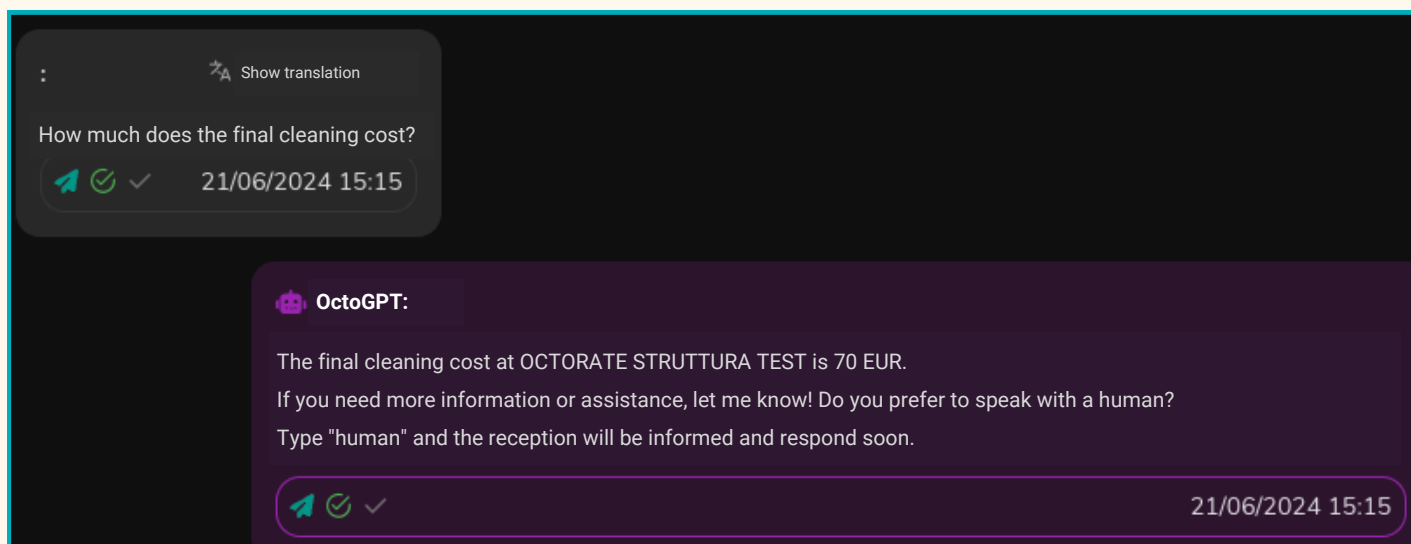 :
Show translation
How much does the final cleaning cost?
21/06/2024 15:15
OctoGPT:
The final cleaning cost at OCTORATE STRUTTURA TEST is 70 EUR.
If you need more information or assistance, let me know! Do you prefer to speak with a human?
Type "human" and the reception will be informed and respond soon.
21/06/2024 15:15